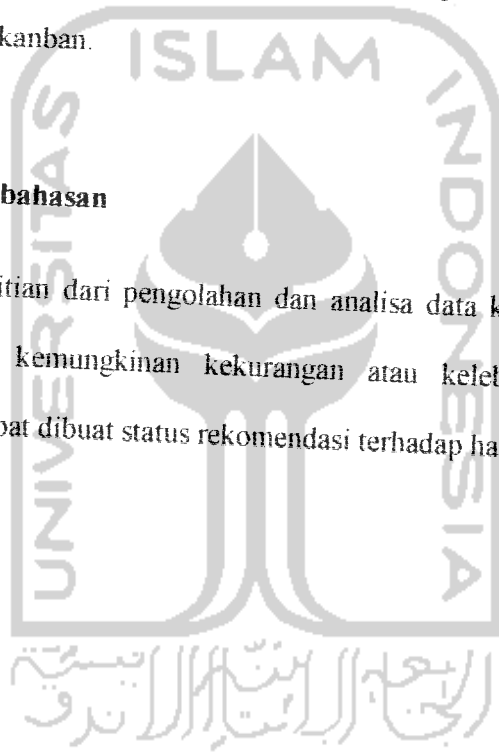 kanban.
ISLAM
UNIVERSITAS
INDONESIA
bahasan
itian dari pengolahan dan analisa data k
kemungkinan kekurangan atau keleb
pat dibuat status rekomendasi terhadap ha